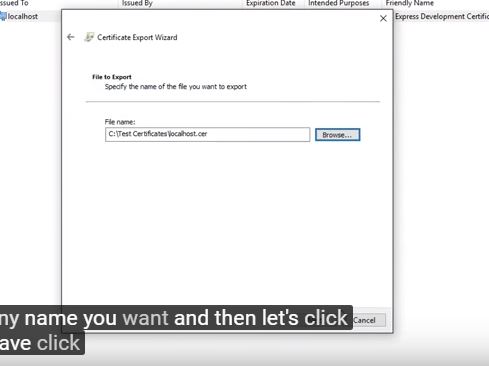 ssued To Issued By Expiration Date Intended Purposes Friendly Name
localhost Express Development Certific
Certificate Export Wizard
File to Export
Specify the name of the file you want to export
File name:
C:\Test Certificates\localhost.cer Browse...
Cancel
ny name you want and then let's click
ave click